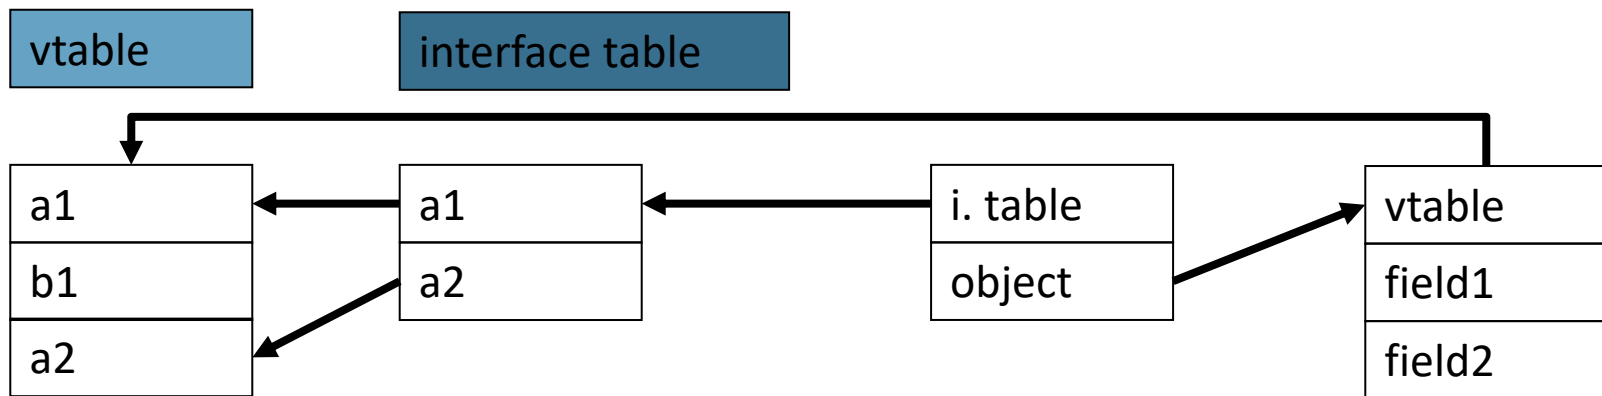 vtable
interface table
a1
b1
a2
a1
a2
i. table
object
vtable
field1
field2